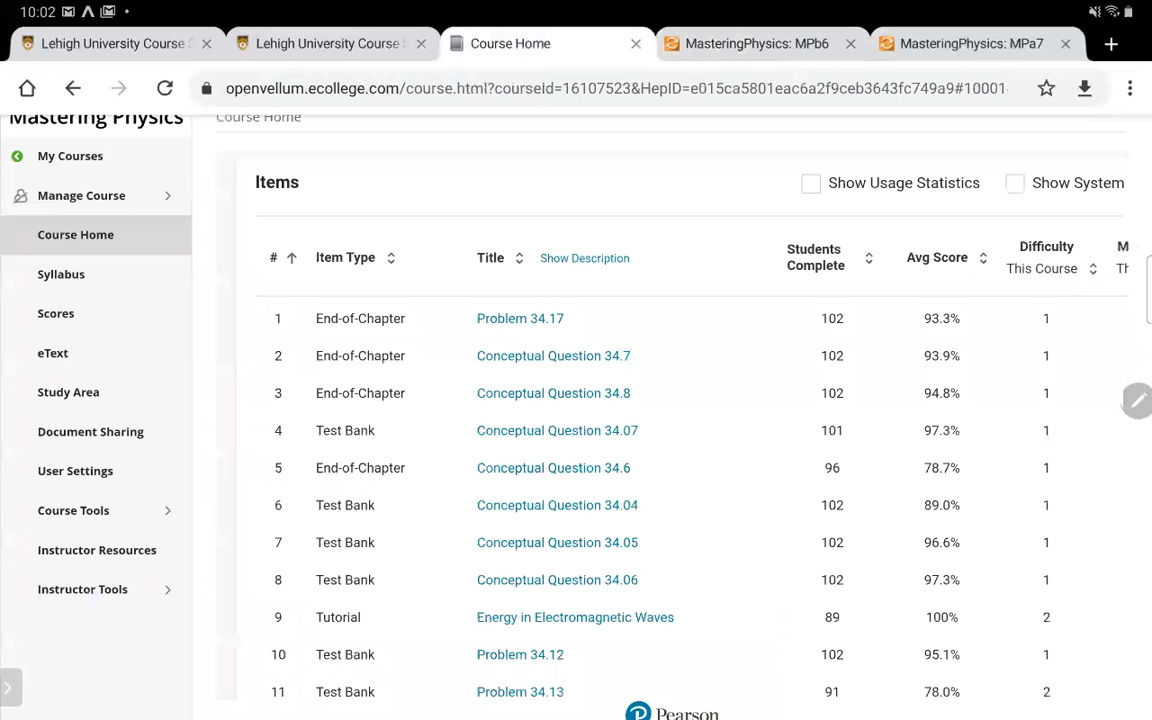 10:02
Lehigh University Course
Lehigh University Course
Course Home
MasteringPhysics: MPb6
MasteringPhysics: MPa7
openvellum.ecollege.com/course.html?courseId=16107523&HepID=e015ca5801eac6a2f9ceb3643fc749a9#10001
Mastering Physics
My Courses
Manage Course
Course Home
Syllabus
Scores
eText
Study Area
Document Sharing
User Settings
Course Tools
Instructor Resources
Instructor Tools
Course Home
Items
Show Usage Statistics
Show System
# Item Type Title Show Description Students Complete Avg Score Difficulty This Course M Th
1 End-of-Chapter Problem 34.17 102 93.3% 1
2 End-of-Chapter Conceptual Question 34.7 102 93.9% 1
3 End-of-Chapter Conceptual Question 34.8 102 94.8% 1
4 Test Bank Conceptual Question 34.07 101 97.3% 1
5 End-of-Chapter Conceptual Question 34.6 96 78.7% 1
6 Test Bank Conceptual Question 34.04 102 89.0% 1
7 Test Bank Conceptual Question 34.05 102 96.6% 1
8 Test Bank Conceptual Question 34.06 102 97.3% 1
9 Tutorial Energy in Electromagnetic Waves 89 100% 2
10 Test Bank Problem 34.12 102 95.1% 1
11 Test Bank Problem 34.13 91 78.0% 2
Pearson